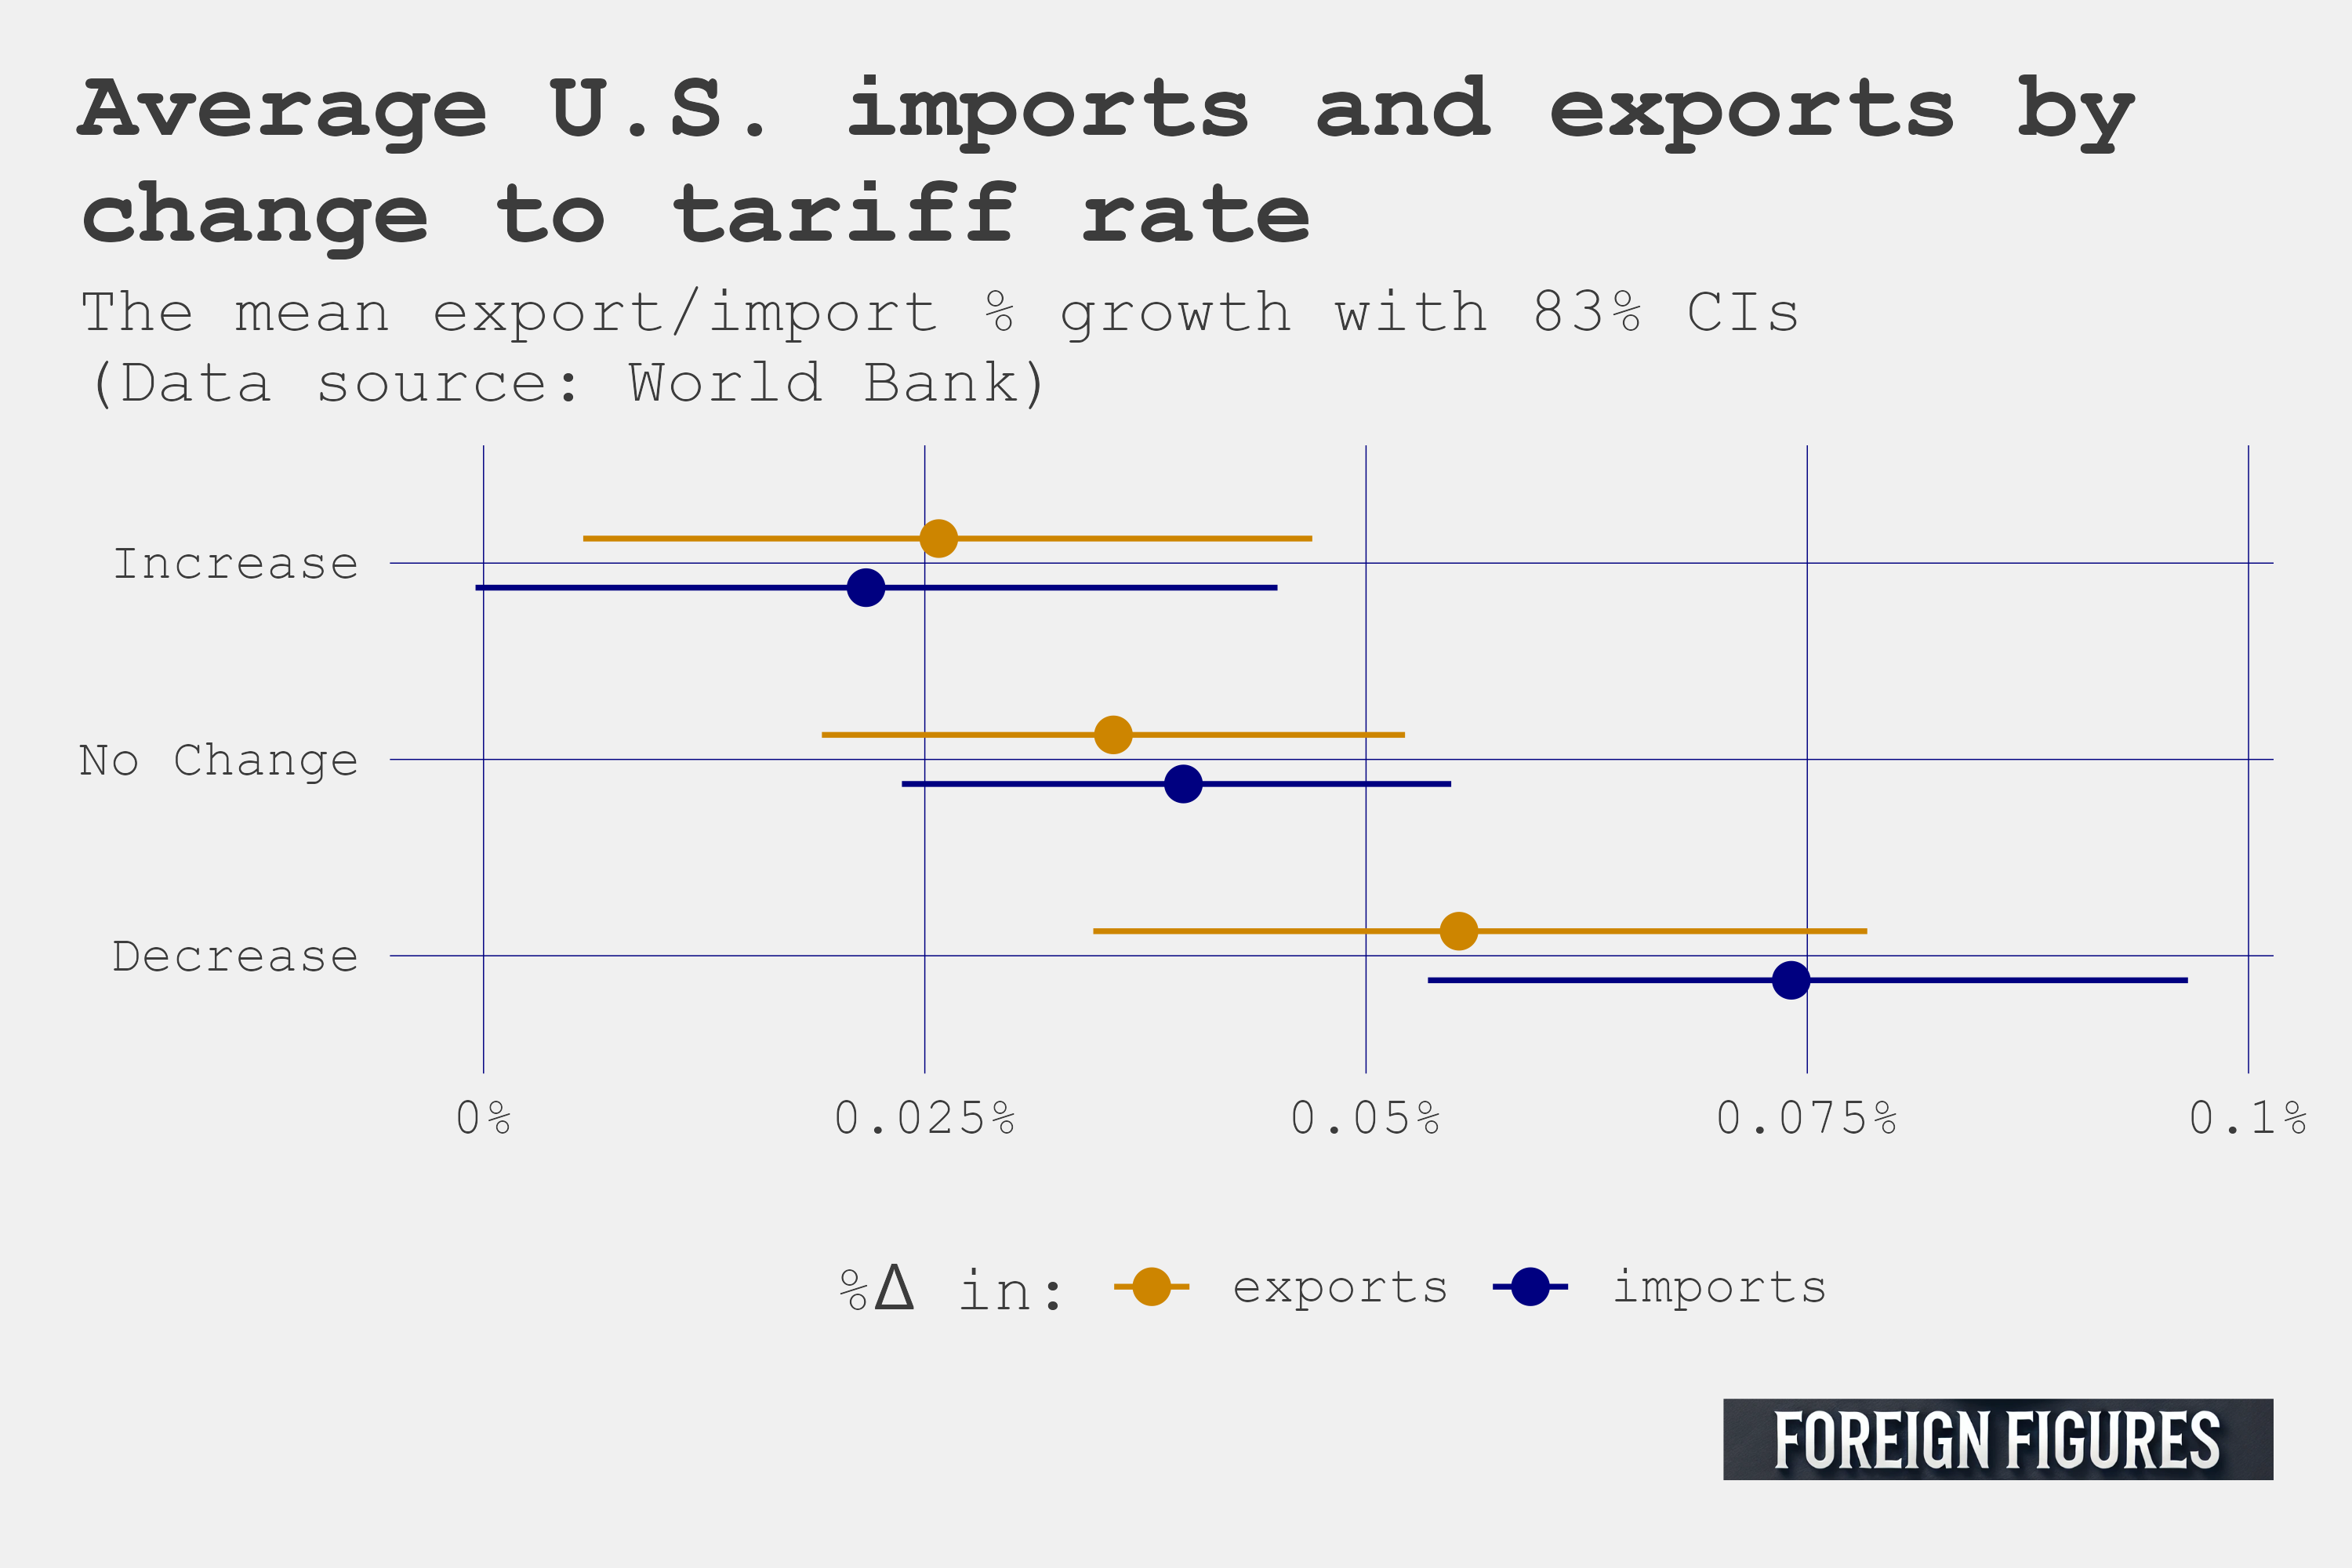 Average U.S. imports and exports by
change to tariff rate
The mean export/import % growth with 83% CIs
(Data source: World Bank)
Increase
No Change
Decrease
0% 0.025% 0.05% 0.075% 0.1%
%Δ in: exports imports
FOREIGN FIGURES